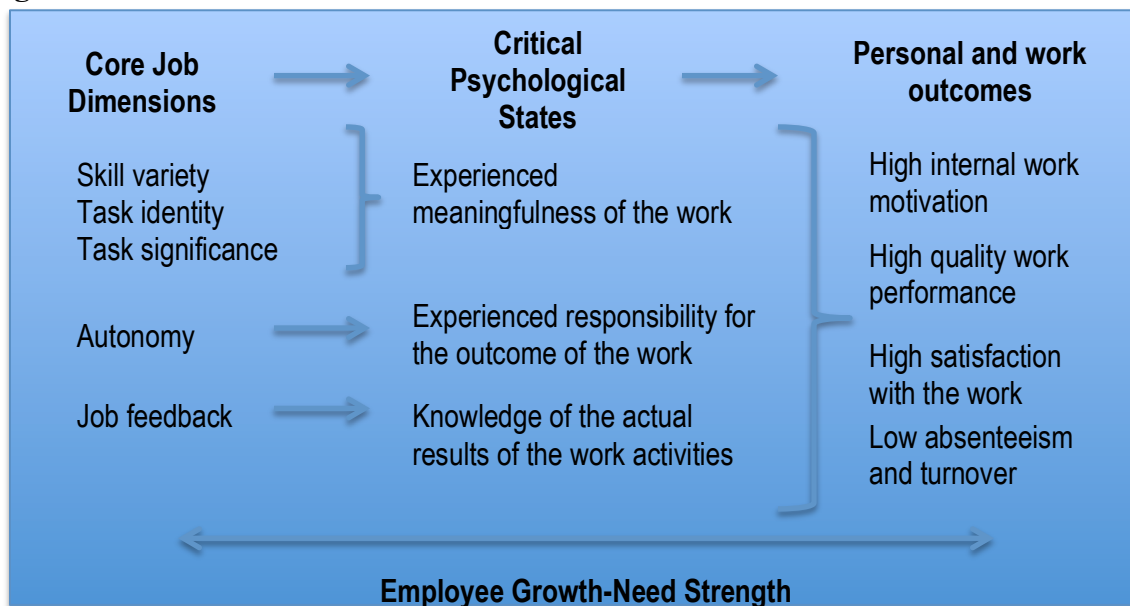 Core Job
Dimensions
Critical
Psychological
States
Personal and work
outcomes
Skill variety
Task identity
Task significance
Experienced
meaningfulness of the work
Autonomy
Experienced responsibility for
the outcome of the work
Job feedback
Knowledge of the actual
results of the work activities
High internal work
motivation
High quality work
performance
High satisfaction
with the work
Low absenteeism
and turnover
Employee Growth-Need Strength